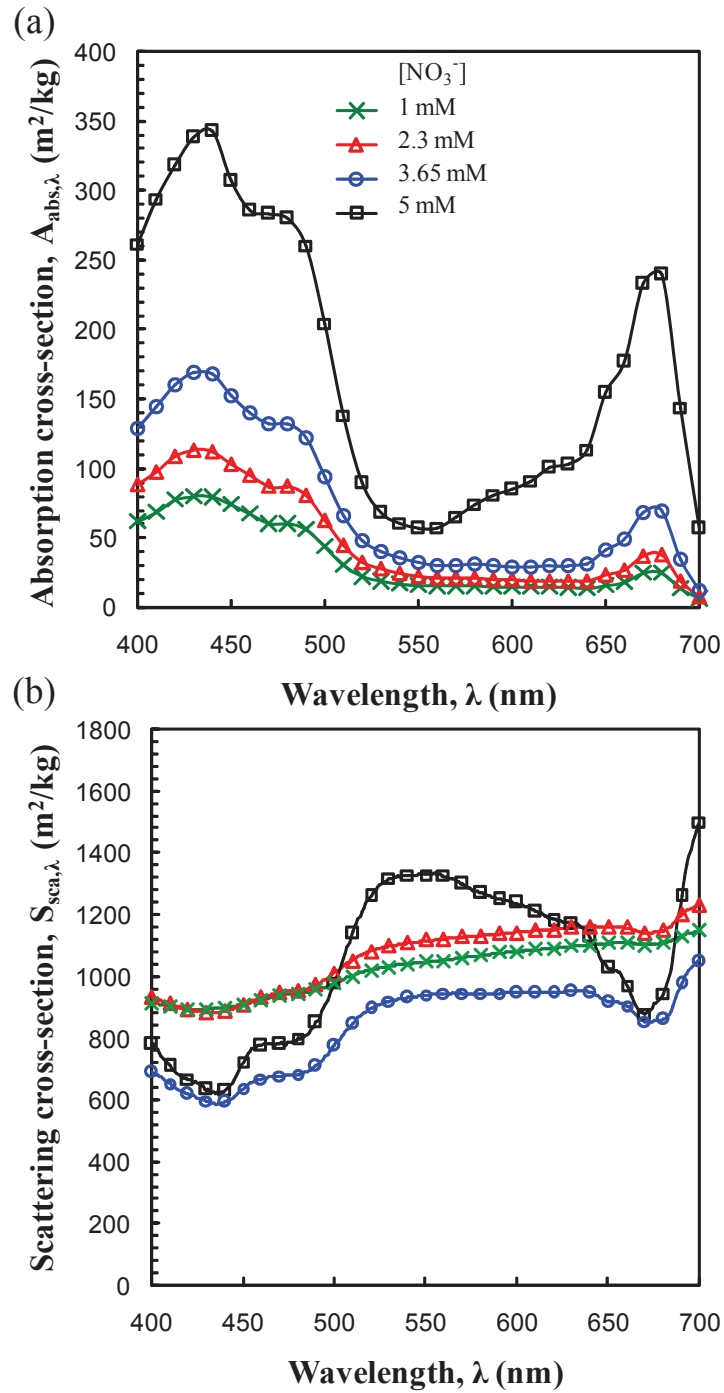 (a)
Absorption cross-section, A_abs,λ (m²/kg)
400
350
300
250
200
150
100
50
0
[NO₃⁻]
1 mM
2.3 mM
3.65 mM
5 mM
400 450 500 550 600 650 700
Wavelength, λ (nm)
(b)
Scattering cross-section, S_sca,λ (m²/kg)
1800
1600
1400
1200
1000
800
600
400
200
0
400 450 500 550 600 650 700
Wavelength, λ (nm)